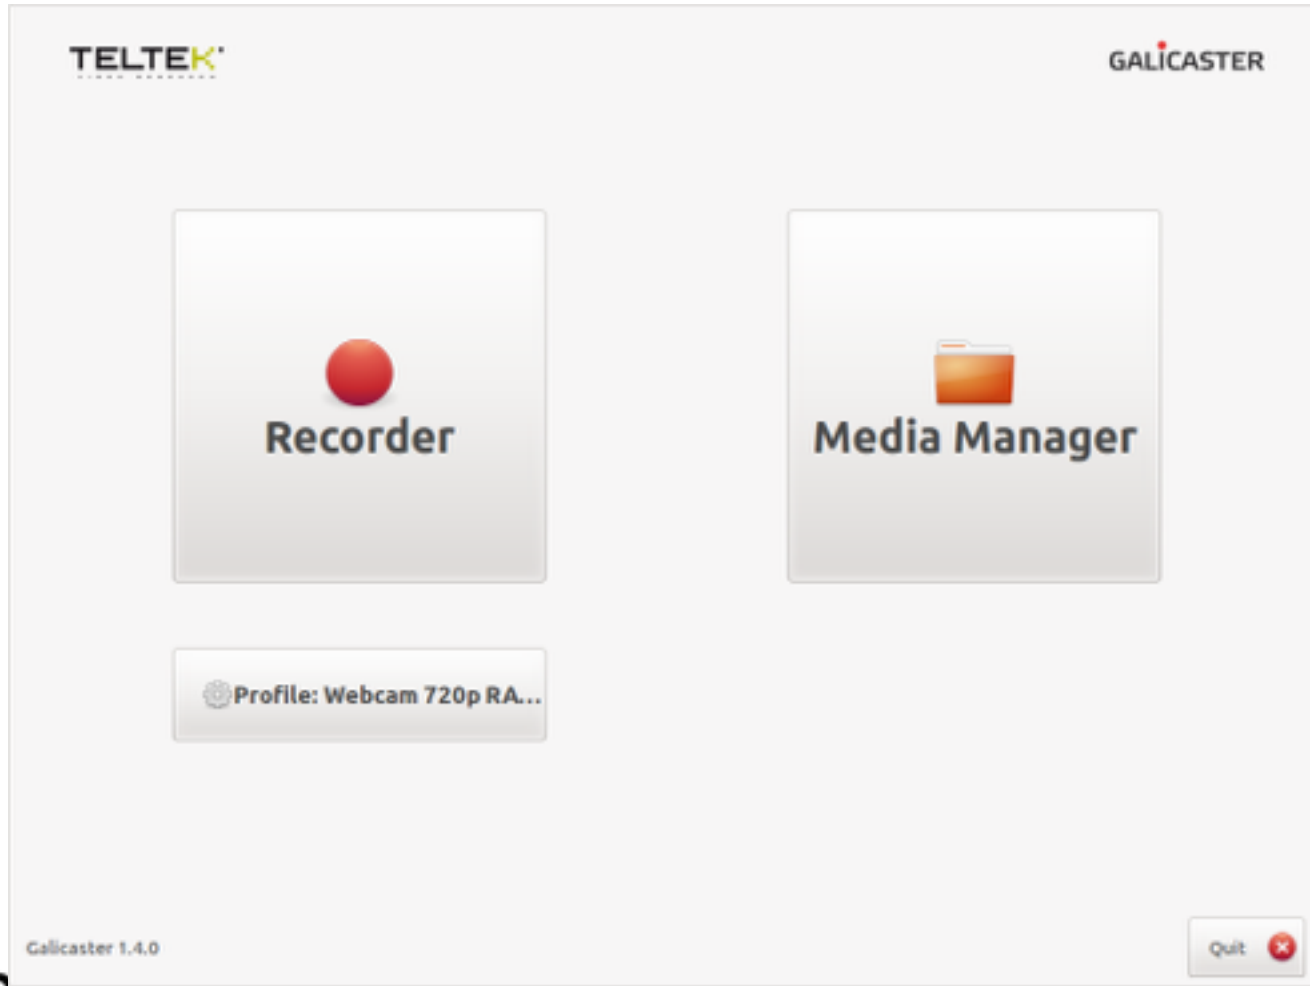 TELTEK
GALiCASTER
Recorder
Media Manager
Profile: Webcam 720p RA...
Galicaster 1.4.0
Quit